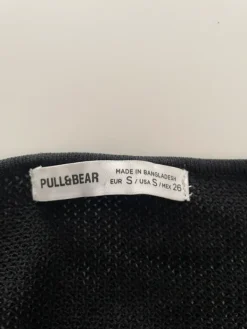 PULL&BEAR
MADE IN BANGLADESH
EUR S / USA S / MEX 26